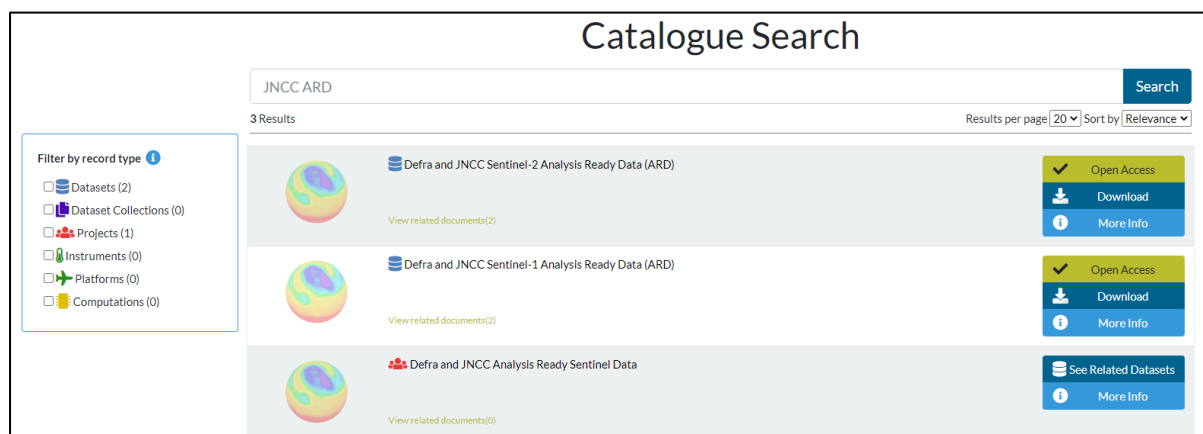 Catalogue Search
JNCC ARD
Search
3 Results
Results per page 20 Sort by Relevance
Filter by record type
Datasets (2)
Dataset Collections (0)
Projects (1)
Instruments (0)
Platforms (0)
Computations (0)
Defra and JNCC Sentinel-2 Analysis Ready Data (ARD)
View related documents(2)
Open Access
Download
More Info
Defra and JNCC Sentinel-1 Analysis Ready Data (ARD)
View related documents(2)
Open Access
Download
More Info
Defra and JNCC Analysis Ready Sentinel Data
View related documents(0)
See Related Datasets
More Info